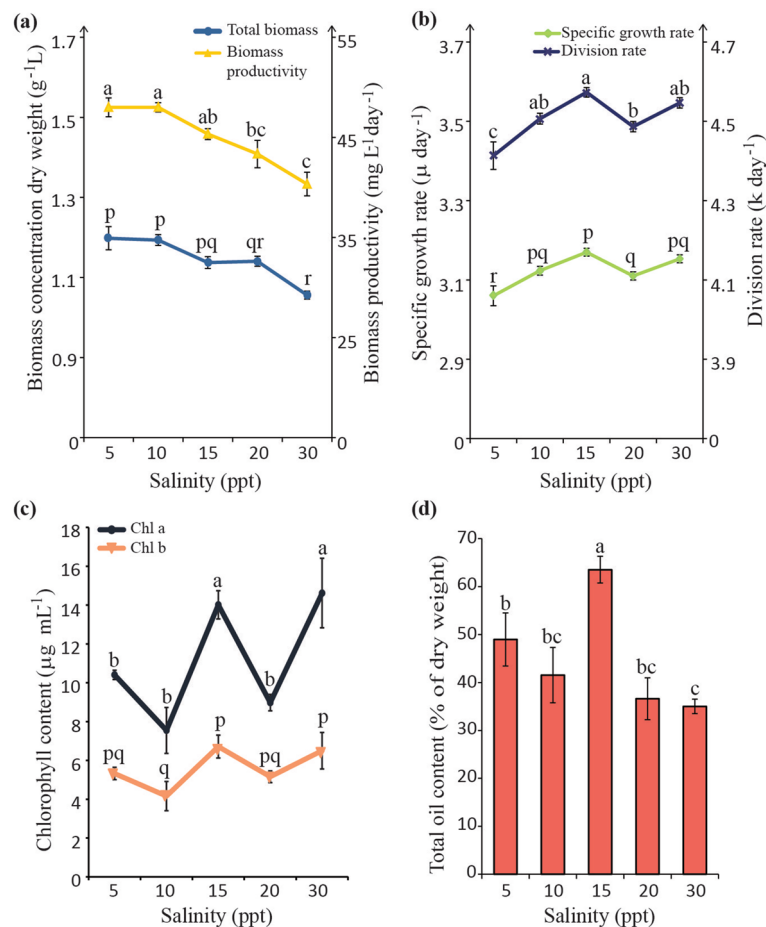 (a)
Total biomass
Biomass
productivity
Biomass concentration dry weight (g⁻¹L)
1.7
1.5
1.3
1.1
0.9
0
a
a
ab
bc
c
p
p
pq
qr
r
55
45
35
25
0
Biomass productivity (mg L⁻¹day⁻¹)
5 10 15 20 30
Salinity (ppt)
(b)
Specific growth rate
Division rate
Specific growth rate (µ day⁻¹)
3.7
3.5
3.3
3.1
2.9
0
c
ab
a
b
ab
r
pq
p
q
pq
4.7
4.5
4.3
4.1
3.9
0
Division rate (k day⁻¹)
5 10 15 20 30
Salinity (ppt)
(c)
Chl a
Chl b
Chlorophyll content (µg mL⁻¹)
18
16
14
12
10
8
6
4
2
0
b
b
a
b
a
pq
q
p
pq
p
5 10 15 20 30
Salinity (ppt)
(d)
Total oil content (% of dry weight)
70
60
50
40
30
20
10
0
b
bc
a
bc
c
5 10 15 20 30
Salinity (ppt)